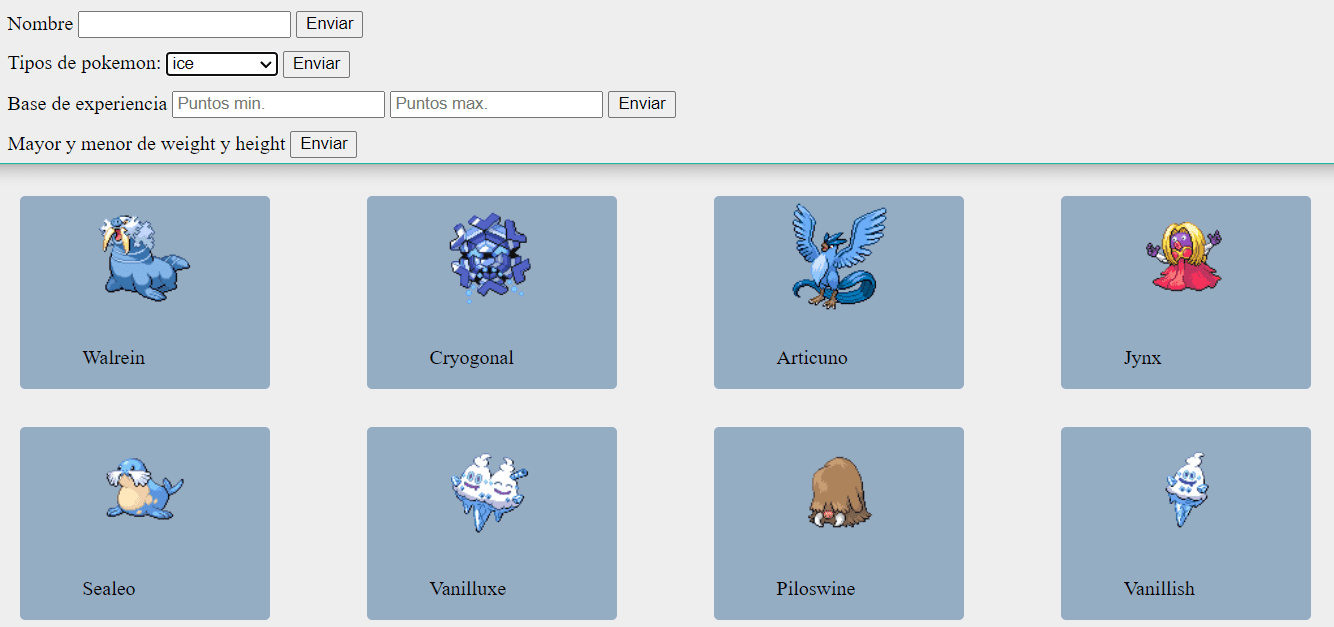 Nombre Enviar
Tipos de pokemon: ice Enviar
Base de experiencia Puntos min. Puntos max. Enviar
Mayor y menor de weight y height Enviar
Walrein Cryogonal Articuno Jynx
Sealeo Vanilluxe Piloswine Vanillish